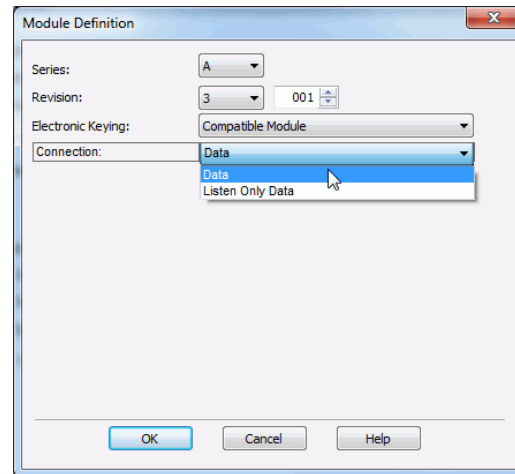 Module Definition
Series: A
Revision: 3 001
Electronic Keying: Compatible Module
Connection: Data
Data
Listen Only Data
OK Cancel Help